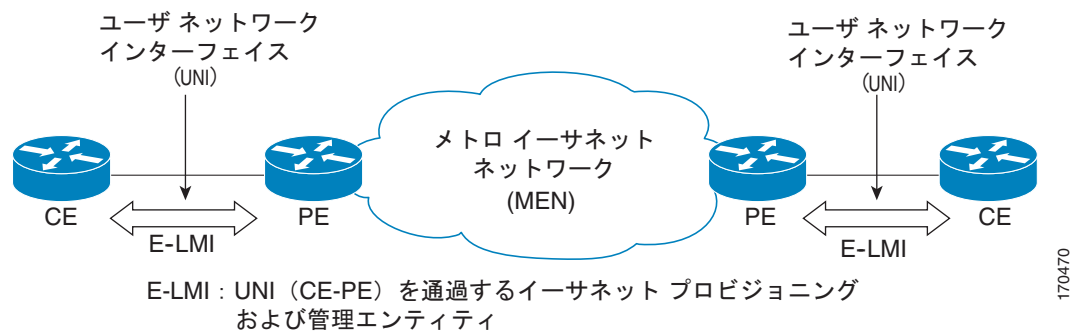 ユーザ ネットワーク
インターフェイス
(UNI)
ユーザ ネットワーク
インターフェイス
(UNI)
メトロ イーサネット
ネットワーク
(MEN)
CE
PE
PE
CE
E-LMI
E-LMI
E-LMI：UNI（CE-PE）を通過するイーサネット プロビジョニング
および管理エンティティ
170470